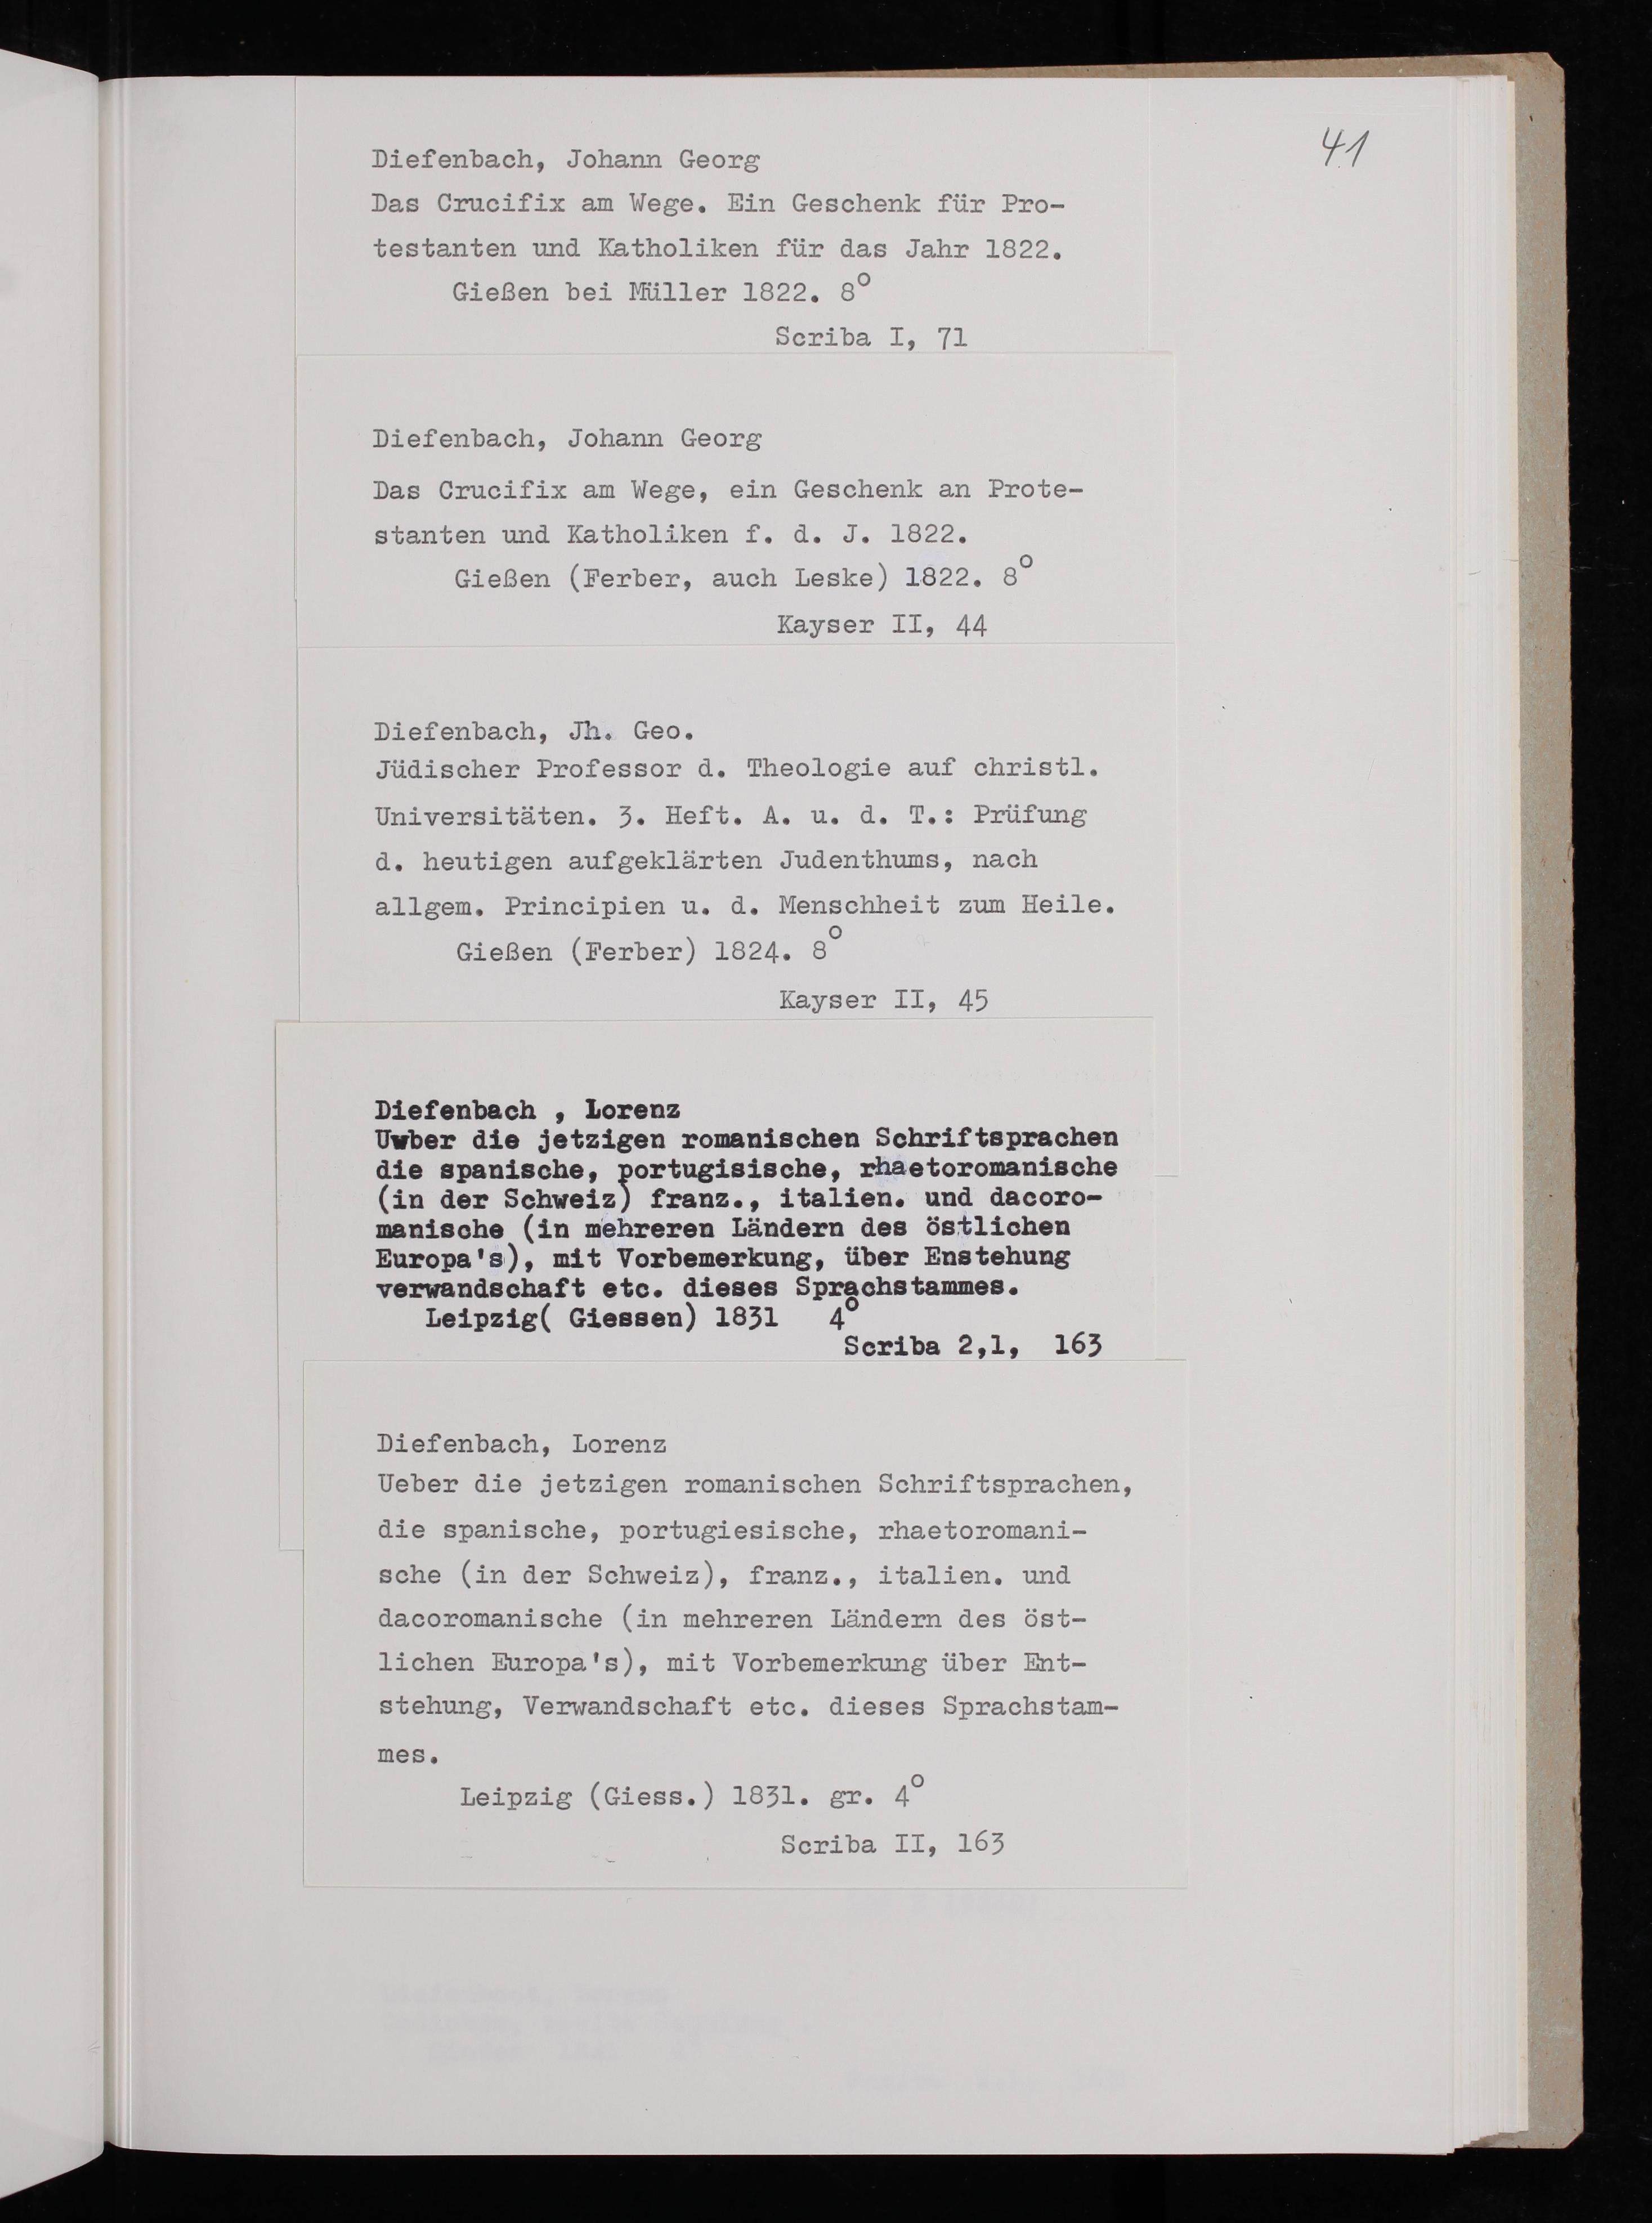 41
Diefenbach, Johann Georg
Das Crucifix am Wege. Ein Geschenk für Pro-
testanten und Katholiken für das Jahr 1822.
Gießen bei Müller 1822. 8°
Scriba I, 71
Diefenbach, Johann Georg
Das Crucifix am Wege, ein Geschenk an Prote-
stanten und Katholiken f. d. J. 1822.
Gießen (Ferber, auch Leske) 1822. 8°
Kayser II, 44
Diefenbach, Jh. Geo.
Jüdischer Professor d. Theologie auf christl.
Universitäten. 3. Heft. A. u. d. T.: Prüfung
d. heutigen aufgeklärten Judenthums, nach
allgem. Principien u. d. Menschheit zum Heile.
Gießen (Ferber) 1824. 8°
Kayser II, 45
Diefenbach , Lorenz
Uwber die jetzigen romanischen Schriftsprachen
die spanische, portugisische, rhaetoromanische
(in der Schweiz) franz., italien. und dacoro-
manische (in mehreren Ländern des östlichen
Europa's), mit Vorbemerkung, über Enstehung
verwandschaft etc. dieses Sprachstammes.
Leipzig( Giessen) 1831 4°
Scriba 2,1, 163
Diefenbach, Lorenz
Ueber die jetzigen romanischen Schriftsprachen,
die spanische, portugiesische, rhaetoromani-
sche (in der Schweiz), franz., italien. und
dacoromanische (in mehreren Ländern des öst-
lichen Europa's), mit Vorbemerkung über Ent-
stehung, Verwandschaft etc. dieses Sprachstam-
mes.
Leipzig (Giess.) 1831. gr. 4°
Scriba II, 163